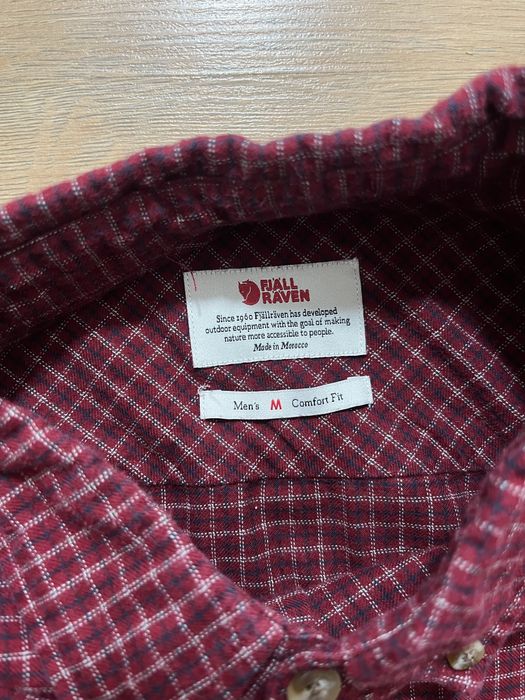 FJÄLL
RÄVEN
Since 1960 Fjällräven has developed
outdoor equipment with the goal of making
nature more accessible to people.
Made in Morocco
Men's M Comfort Fit